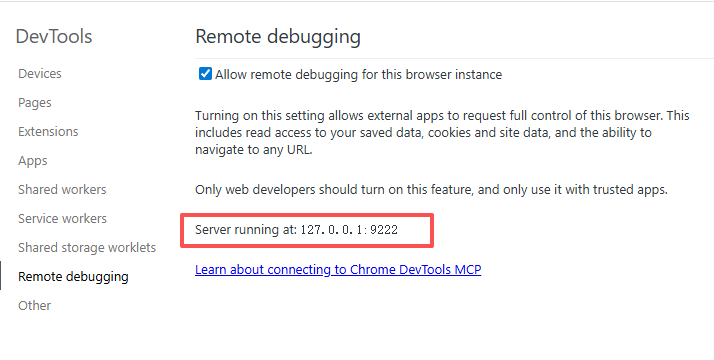 DevTools
Devices
Pages
Extensions
Apps
Shared workers
Service workers
Shared storage worklets
Remote debugging
Other
Remote debugging
Allow remote debugging for this browser instance
Turning on this setting allows external apps to request full control of this browser. This
includes read access to your saved data, cookies and site data, and the ability to
navigate to any URL.
Only web developers should turn on this feature, and only use it with trusted apps.
Server running at: 127.0.0.1:9222
Learn about connecting to Chrome DevTools MCP